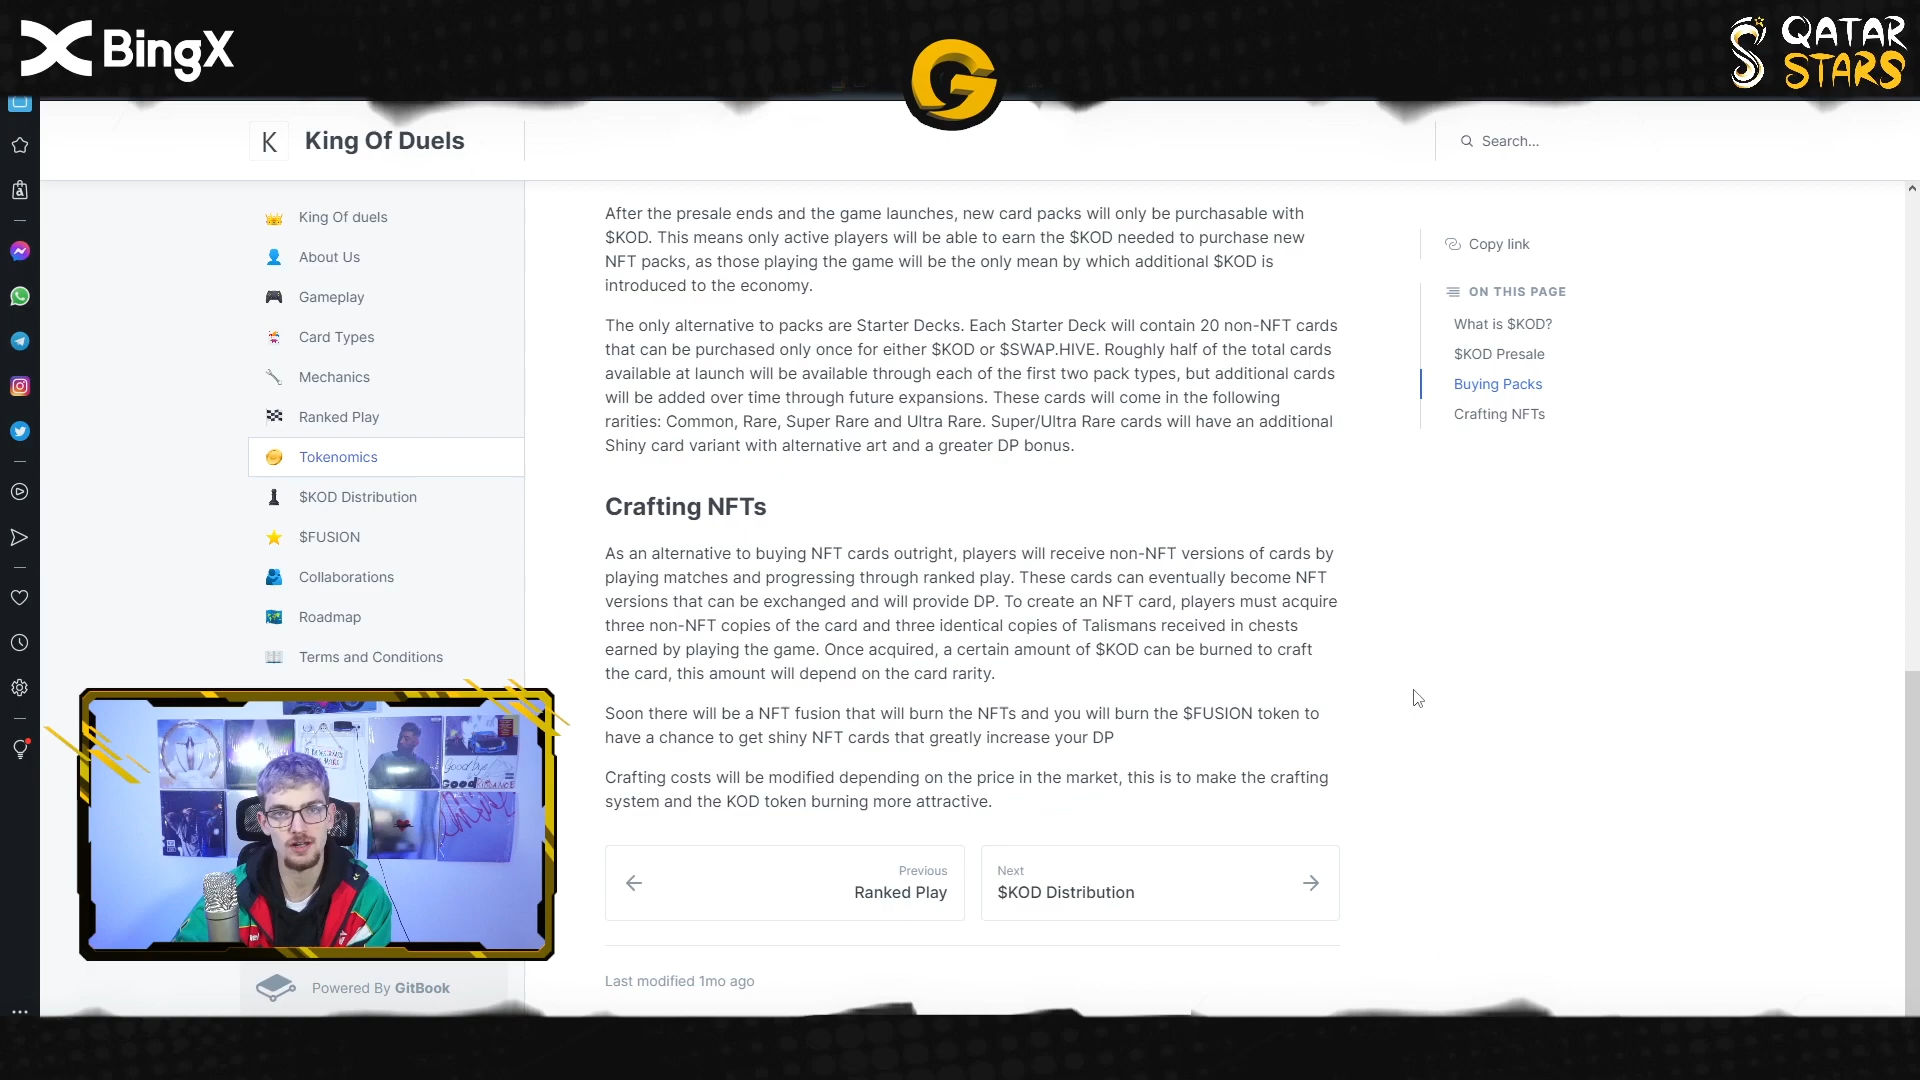 BingX
G
QATAR
STARS
K
King Of Duels
Search...
King Of duels
About Us
Gameplay
Card Types
Mechanics
Ranked Play
Tokenomics
$KOD Distribution
$FUSION
Collaborations
Roadmap
Terms and Conditions
Powered By GitBook
After the presale ends and the game launches, new card packs will only be purchasable with
$KOD. This means only active players will be able to earn the $KOD needed to purchase new
NFT packs, as those playing the game will be the only mean by which additional $KOD is
introduced to the economy.
The only alternative to packs are Starter Decks. Each Starter Deck will contain 20 non-NFT cards
that can be purchased only once for either $KOD or $SWAP.HIVE. Roughly half of the total cards
available at launch will be available through each of the first two pack types, but additional cards
will be added over time through future expansions. These cards will come in the following
rarities: Common, Rare, Super Rare and Ultra Rare. Super/Ultra Rare cards will have an additional
Shiny card variant with alternative art and a greater DP bonus.
Crafting NFTs
As an alternative to buying NFT cards outright, players will receive non-NFT versions of cards by
playing matches and progressing through ranked play. These cards can eventually become NFT
versions that can be exchanged and will provide DP. To create an NFT card, players must acquire
three non-NFT copies of the card and three identical copies of Talismans received in chests
earned by playing the game. Once acquired, a certain amount of $KOD can be burned to craft
the card, this amount will depend on the card rarity.
Soon there will be a NFT fusion that will burn the NFTs and you will burn the $FUSION token to
have a chance to get shiny NFT cards that greatly increase your DP
Crafting costs will be modified depending on the price in the market, this is to make the crafting
system and the KOD token burning more attractive.
Previous
Ranked Play
Next
$KOD Distribution
Last modified 1mo ago
Copy link
ON THIS PAGE
What is $KOD?
$KOD Presale
Buying Packs
Crafting NFTs